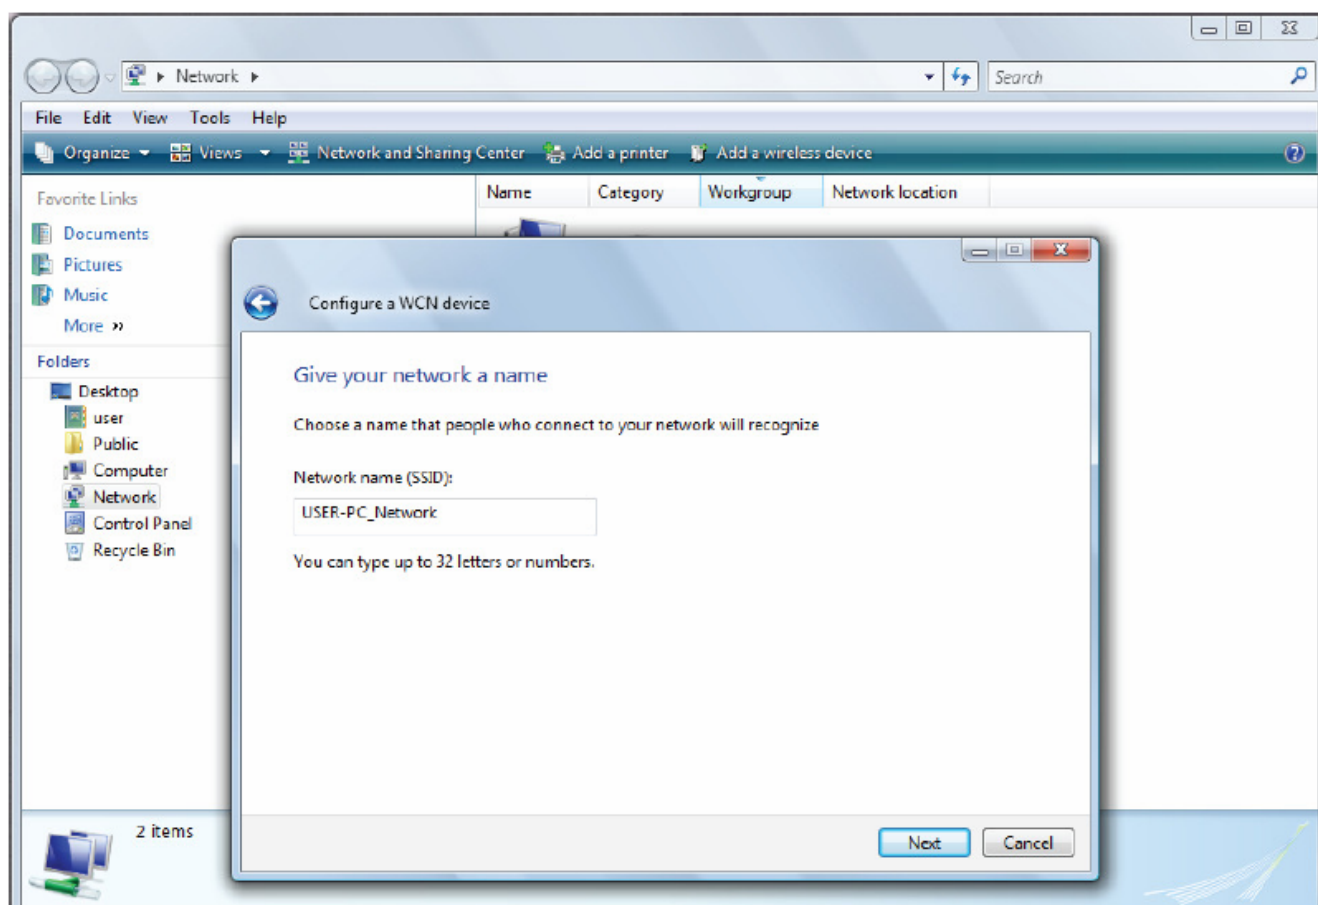 Network
Search
File Edit View Tools Help
Organize Views Network and Sharing Center Add a printer Add a wireless device
Favorite Links
Documents
Pictures
Music
More »
Folders
Desktop
user
Public
Computer
Network
Control Panel
Recycle Bin
Name Category Workgroup Network location
Configure a WCN device
Give your network a name
Choose a name that people who connect to your network will recognize
Network name (SSID):
USER-PC_Network
You can type up to 32 letters or numbers.
Next Cancel
2 items